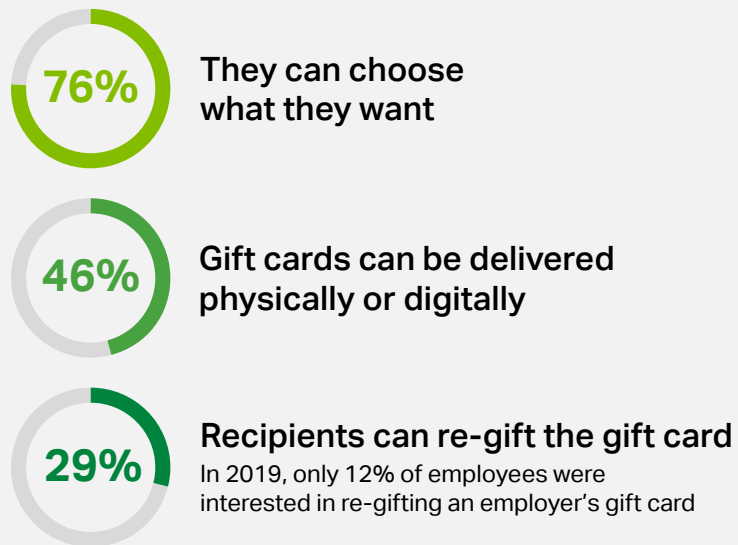 76%
They can choose
what they want
46%
Gift cards can be delivered
physically or digitally
29%
Recipients can re-gift the gift card
In 2019, only 12% of employees were
interested in re-gifting an employer's gift card